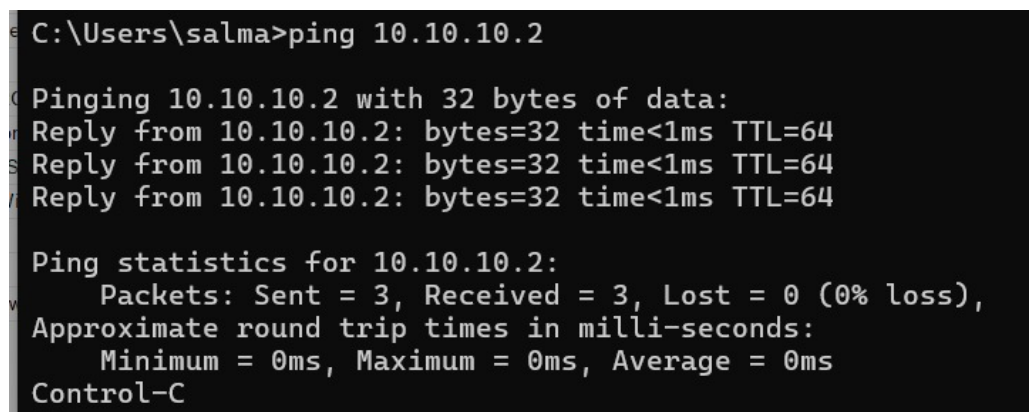 C:\Users\salma>ping 10.10.10.2
Pinging 10.10.10.2 with 32 bytes of data:
Reply from 10.10.10.2: bytes=32 time<1ms TTL=64
Reply from 10.10.10.2: bytes=32 time<1ms TTL=64
Reply from 10.10.10.2: bytes=32 time<1ms TTL=64
Ping statistics for 10.10.10.2:
Packets: Sent = 3, Received = 3, Lost = 0 (0% loss),
Approximate round trip times in milli-seconds:
Minimum = 0ms, Maximum = 0ms, Average = 0ms
Control-C